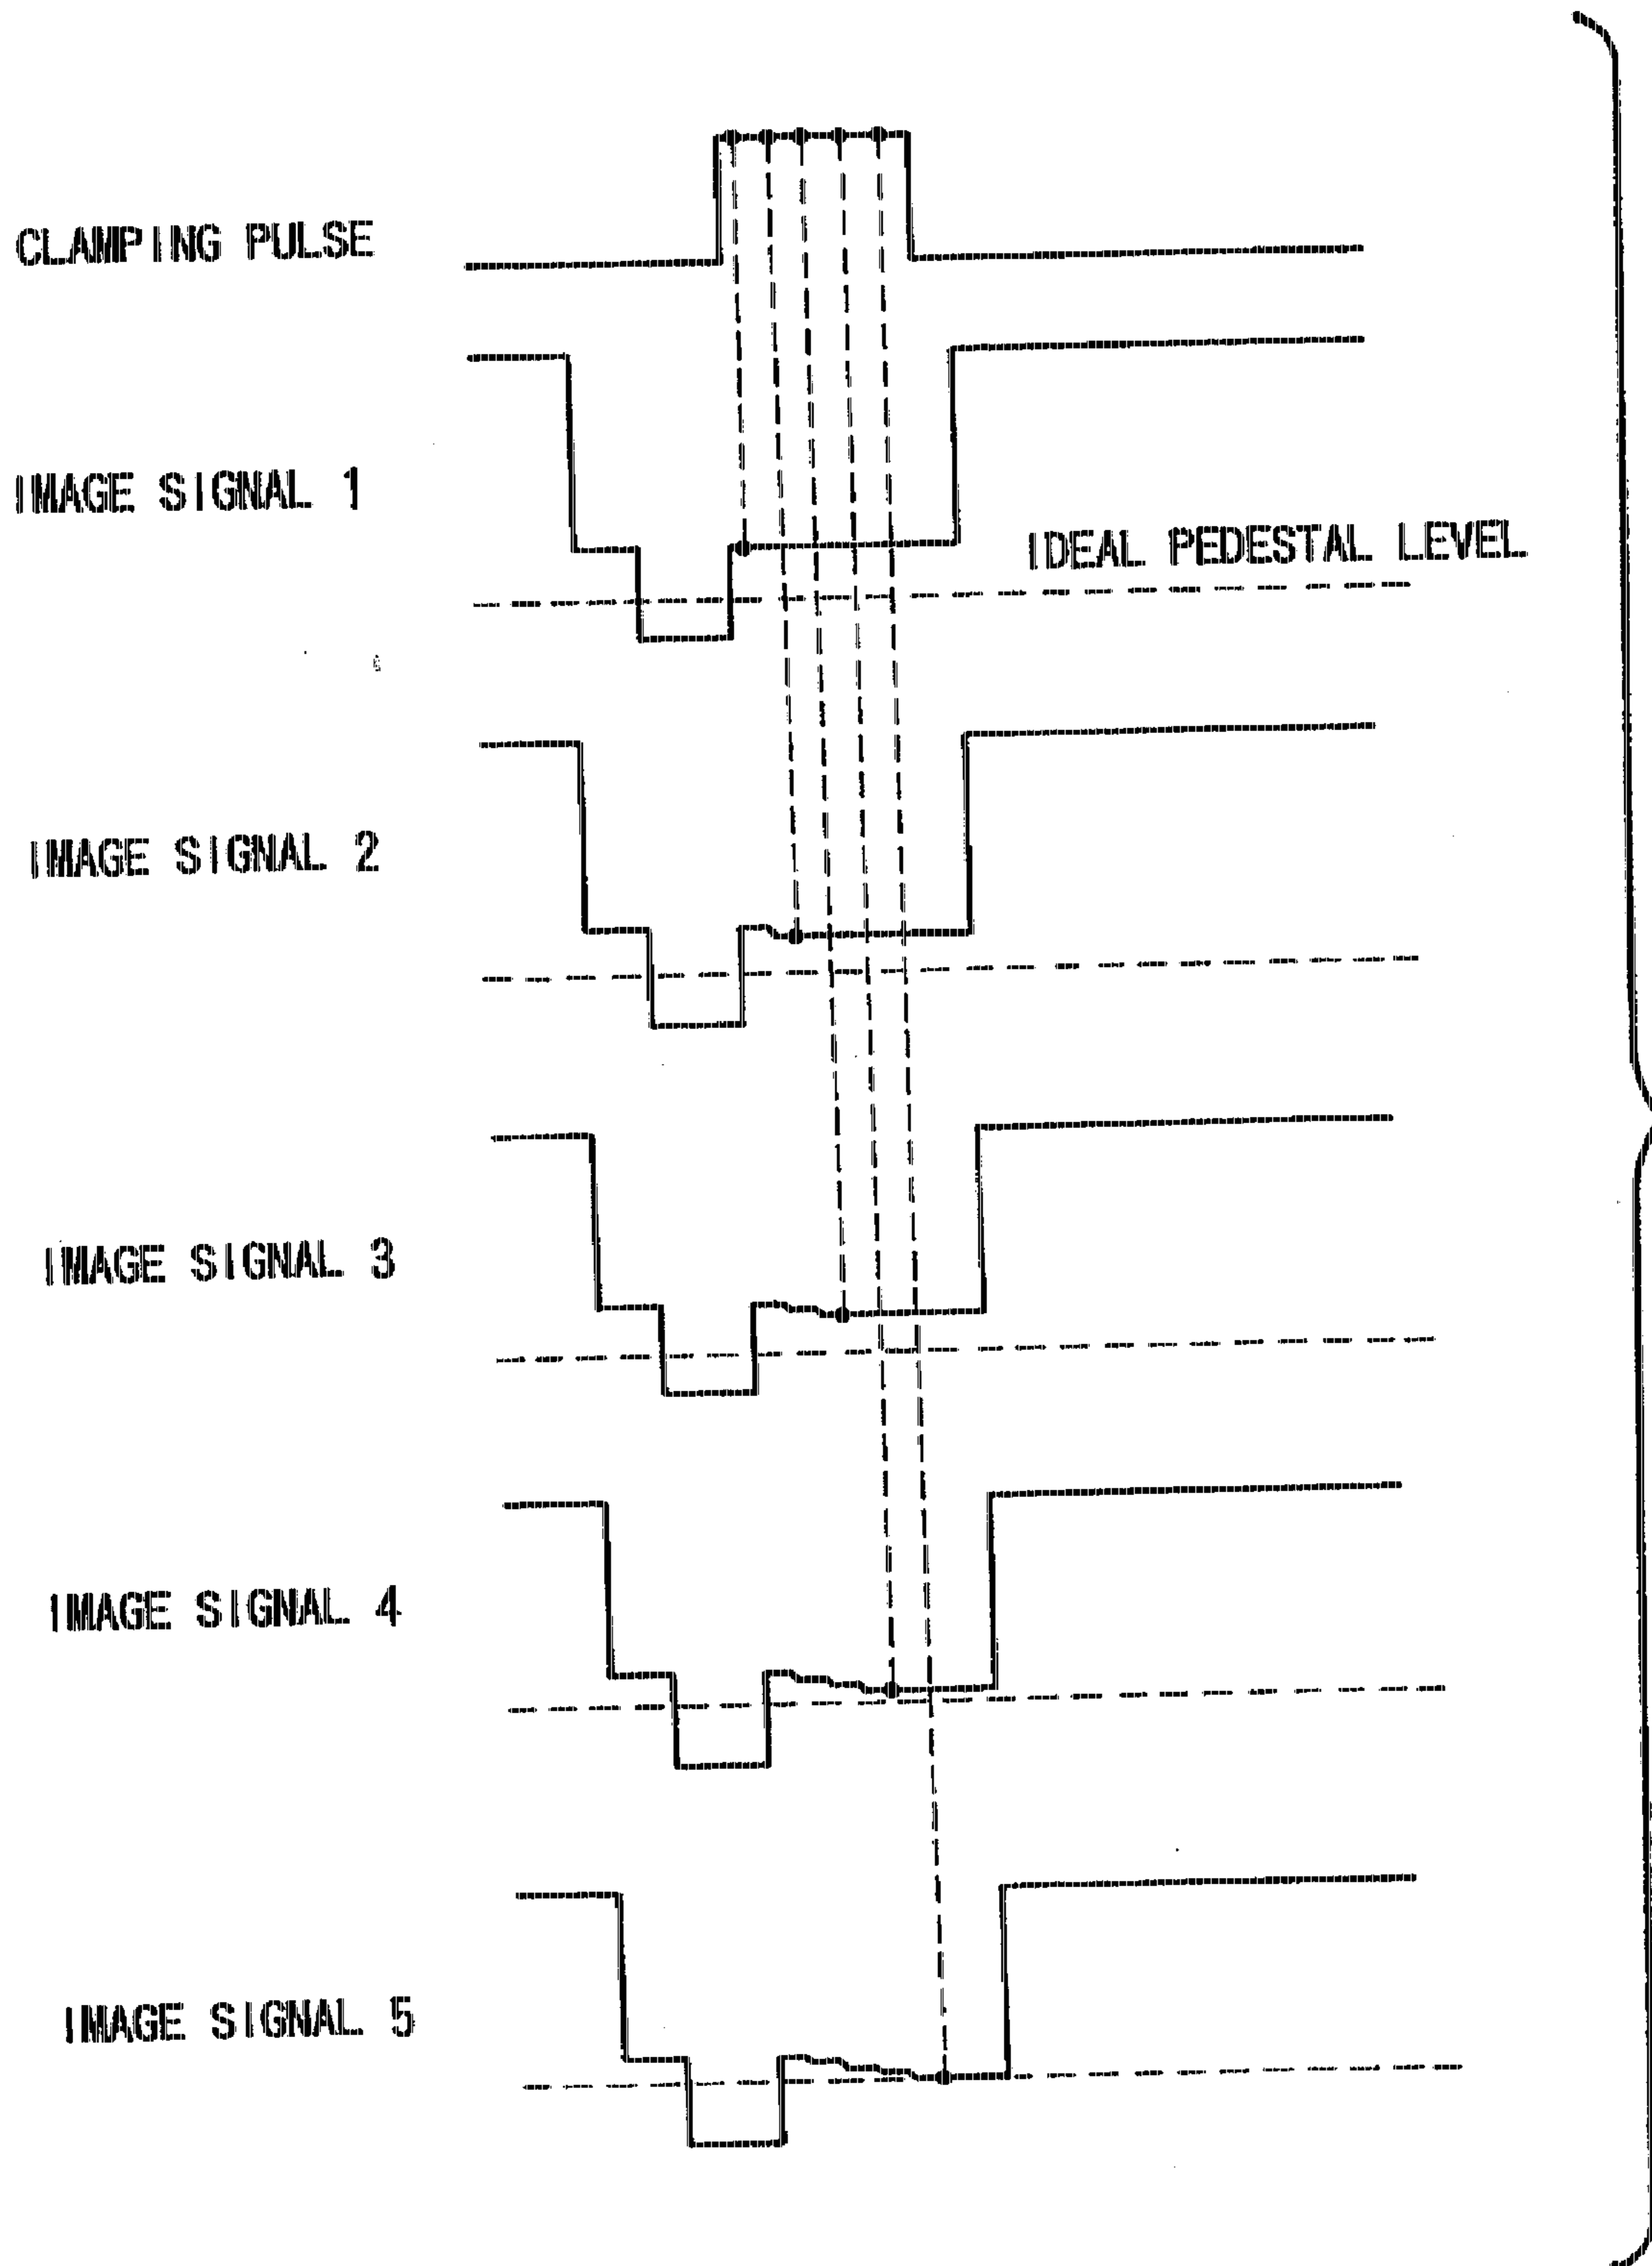 CLAMPING PULSE
IMAGE SIGNAL 1
IDEAL PEDESTAL LEVEL
IMAGE SIGNAL 2
IMAGE SIGNAL 3
IMAGE SIGNAL 4
IMAGE SIGNAL 5